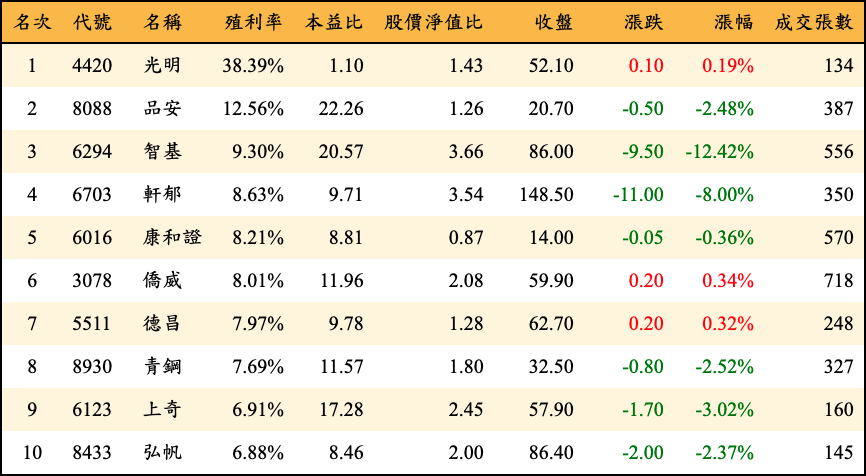 名次 代號 名稱 殖利率 本益比 股價淨值比 收盤 漲跌 漲幅 成交張數
1 4420 光明 38.39% 1.10 1.43 52.10 0.10 0.19% 134
2 8088 品安 12.56% 22.26 1.26 20.70 -0.50 -2.48% 387
3 6294 智基 9.30% 20.57 3.66 86.00 -9.50 -12.42% 556
4 6703 軒郁 8.63% 9.71 3.54 148.50 -11.00 -8.00% 350
5 6016 康和證 8.21% 8.81 0.87 14.00 -0.05 -0.36% 570
6 3078 僑威 8.01% 11.96 2.08 59.90 0.20 0.34% 718
7 5511 德昌 7.97% 9.78 1.28 62.70 0.20 0.32% 248
8 8930 青鋼 7.69% 11.57 1.80 32.50 -0.80 -2.52% 327
9 6123 上奇 6.91% 17.28 2.45 57.90 -1.70 -3.02% 160
10 8433 弘帆 6.88% 8.46 2.00 86.40 -2.00 -2.37% 145